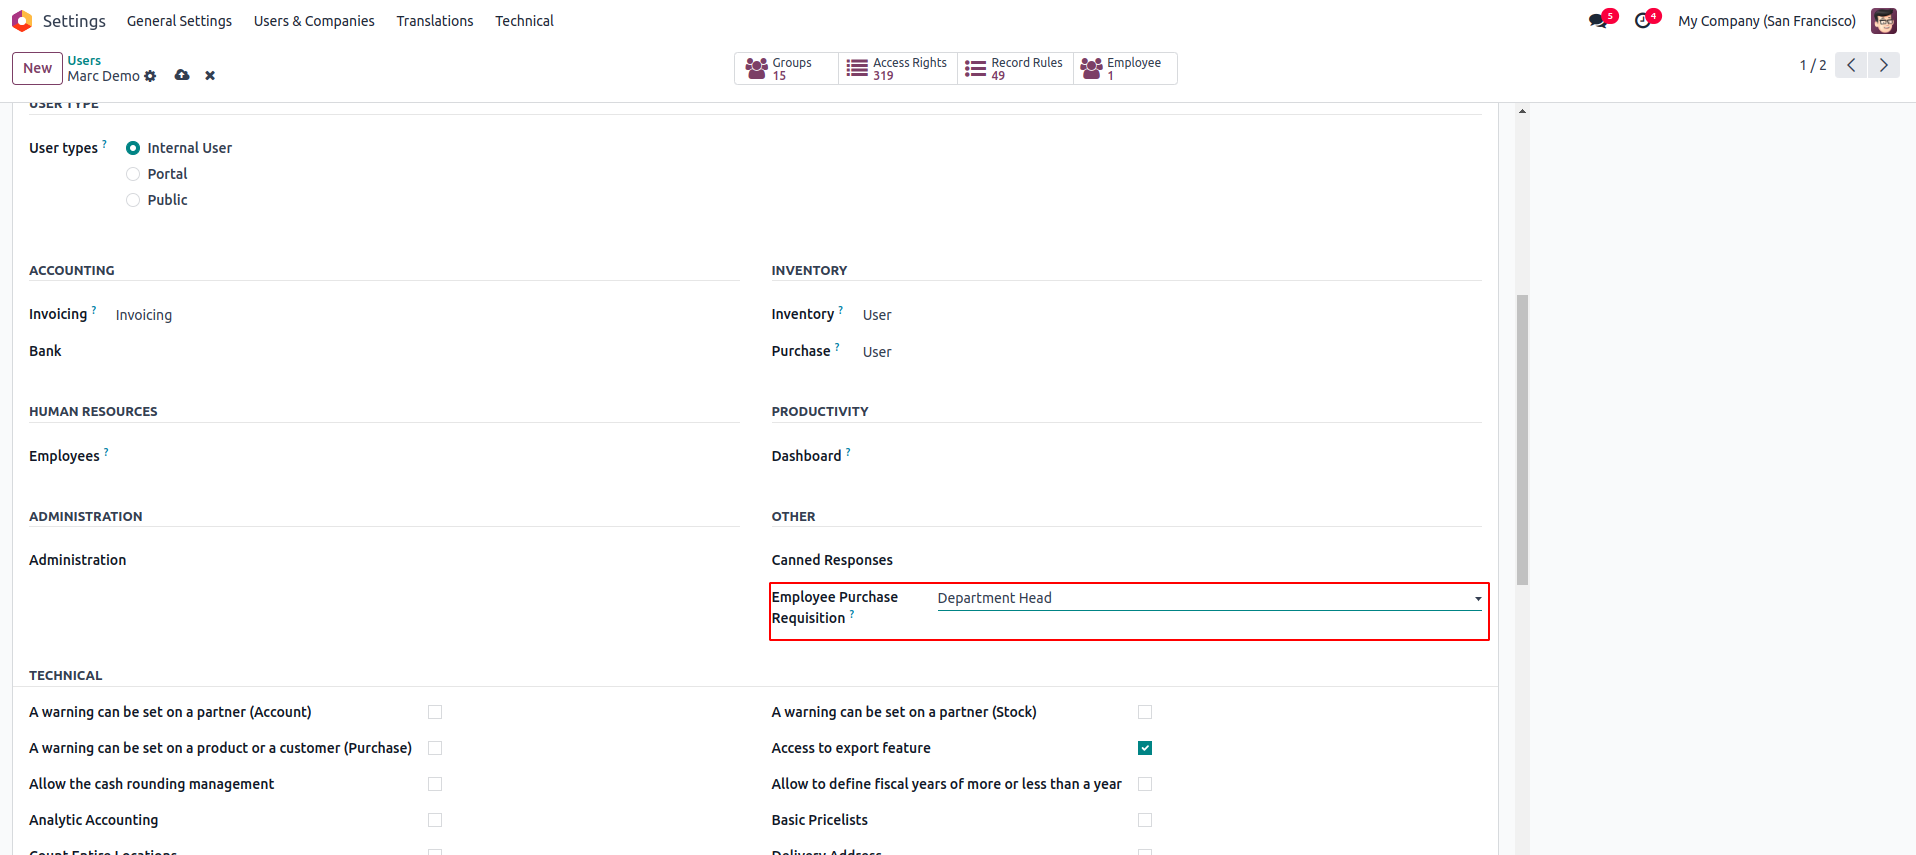 Settings General Settings Users & Companies Translations Technical 5 4 My Company (San Francisco)
New Users Groups 15 Access Rights 319 Record Rules 49 Employee 1 1 / 2
Marc Demo
USER TYPE
User types ? Internal User
Portal
Public
ACCOUNTING INVENTORY
Invoicing ? Invoicing Inventory ? User
Bank Purchase ? User
HUMAN RESOURCES PRODUCTIVITY
Employees ? Dashboard ?
ADMINISTRATION OTHER
Administration Canned Responses
Employee Purchase Department Head
Requisition ?
TECHNICAL
A warning can be set on a partner (Account) A warning can be set on a partner (Stock)
A warning can be set on a product or a customer (Purchase) Access to export feature
Allow the cash rounding management Allow to define fiscal years of more or less than a year
Analytic Accounting Basic Pricelists
Count Entire Locations Delivery Address